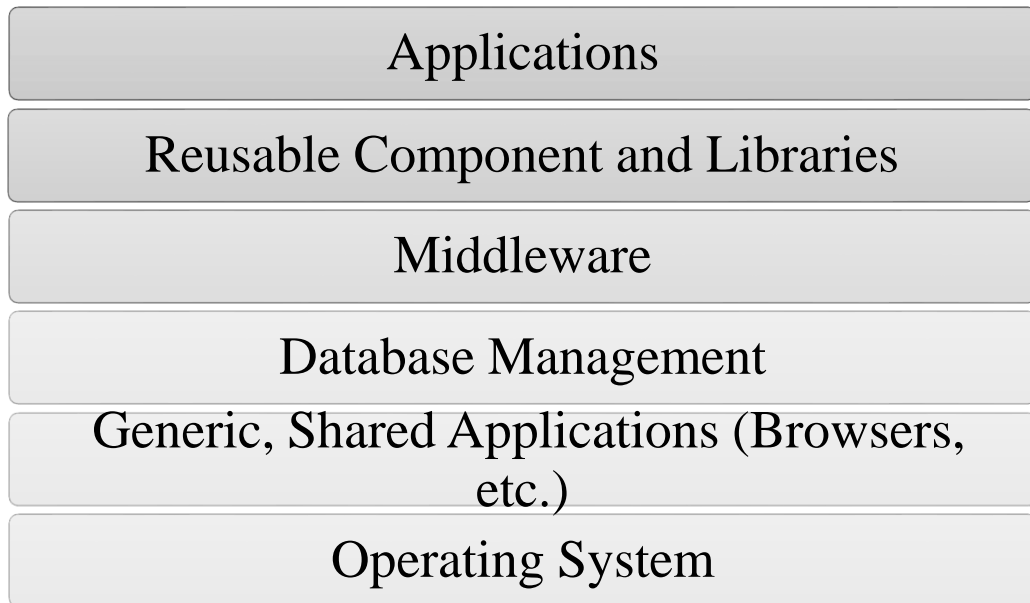 Applications
Reusable Component and Libraries
Middleware
Database Management
Generic, Shared Applications (Browsers,
etc.)
Operating System